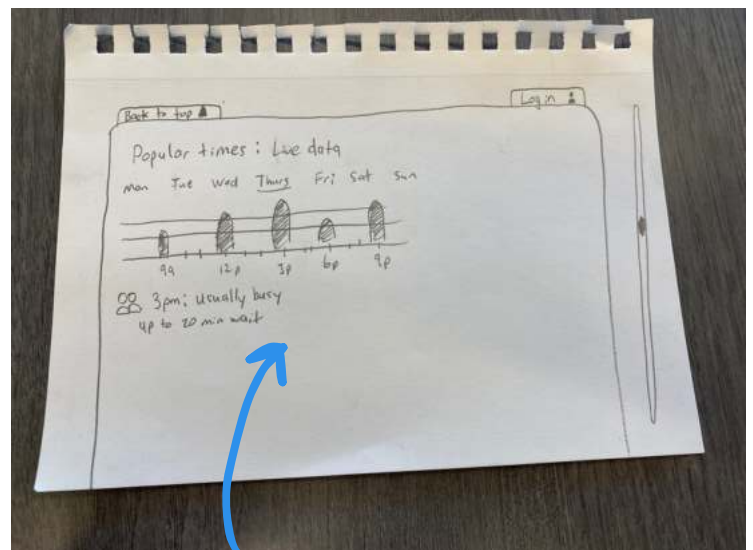 Back to top
Log in
Popular times: Live data
Mon Tue Wed Thurs Fri Sat Sun
9a 12p 3p 6p 9p
3pm: usually busy
up to 20 min wait